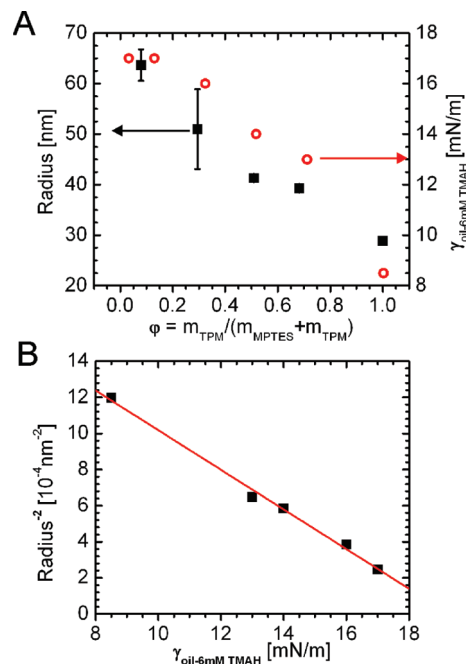 A
70
60
50
40
30
20
Radius [nm]
18
16
14
12
10
8
γoil-6mM TMAH [mN/m]
0.0 0.2 0.4 0.6 0.8 1.0
φ = mTPM/(mMPTES+mTPM)
B
14
12
10
8
6
4
2
0
Radius-2 [10-4nm-2]
8 10 12 14 16 18
γoil-6mM TMAH [mN/m]